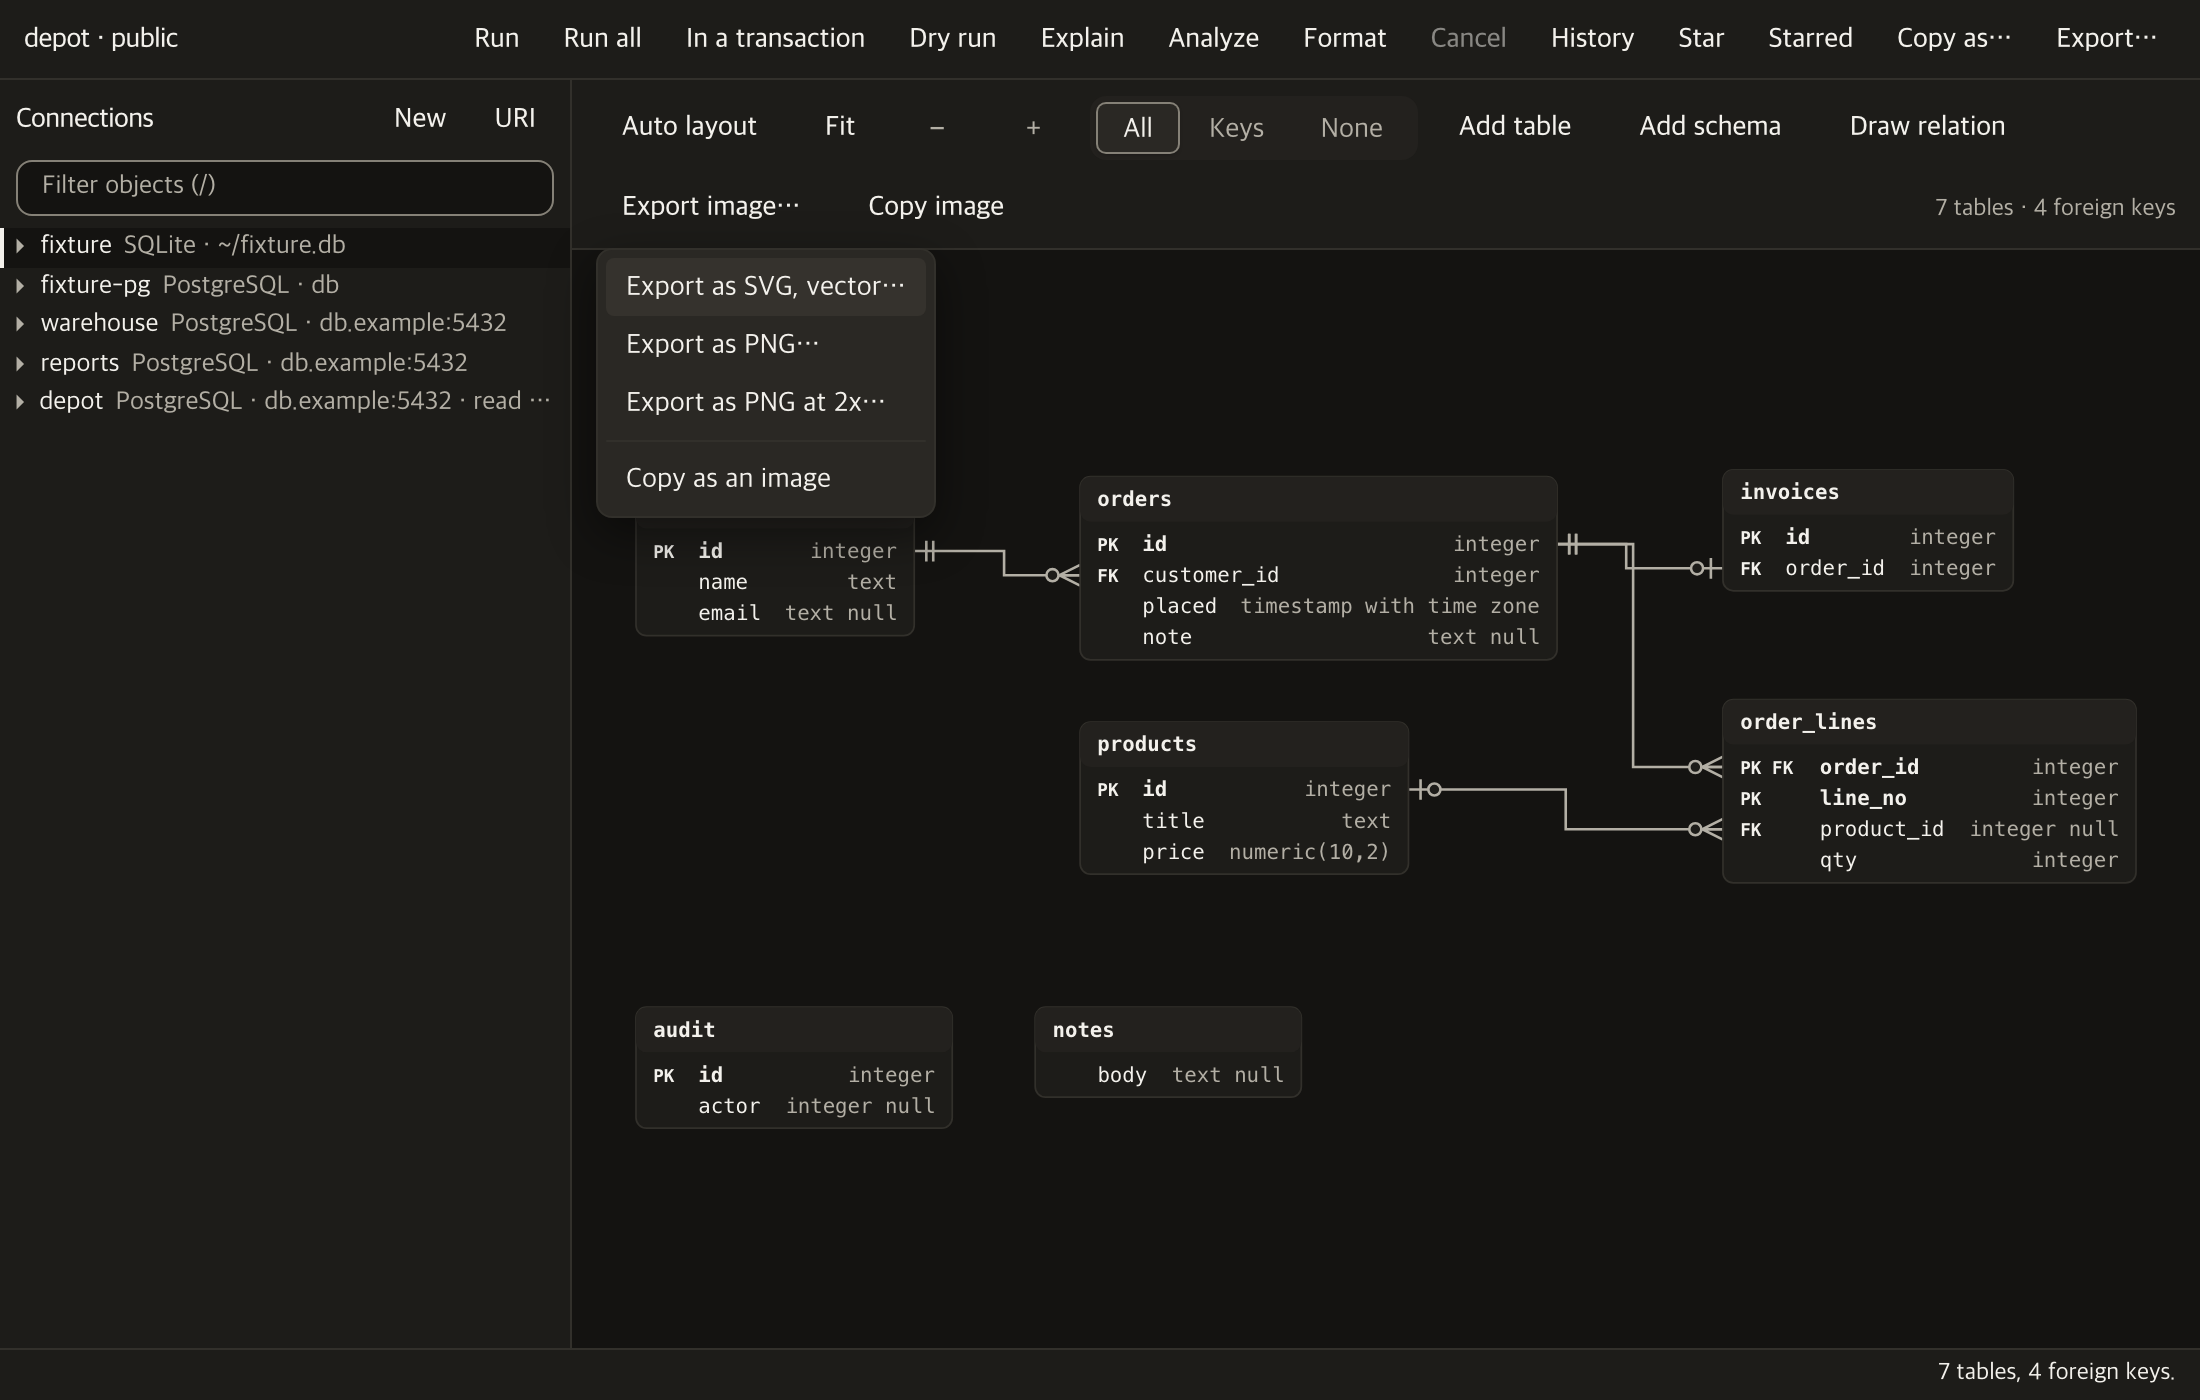 depot · public Run Run all In a transaction Dry run Explain Analyze Format Cancel History Star Starred Copy as··· Export···
Connections New URI
Filter objects (/)
fixture SQLite · ~/fixture.db
fixture-pg PostgreSQL · db
warehouse PostgreSQL · db.example:5432
reports PostgreSQL · db.example:5432
depot PostgreSQL · db.example:5432 · read ···
Auto layout Fit − + All Keys None Add table Add schema Draw relation
Export image··· Copy image 7 tables · 4 foreign keys
Export as SVG, vector···
Export as PNG···
Export as PNG at 2x···
Copy as an image
PK id integer
name text
email text null
orders
PK id integer
FK customer_id integer
placed timestamp with time zone
note text null
invoices
PK id integer
FK order_id integer
products
PK id integer
title text
price numeric(10,2)
order_lines
PK FK order_id integer
PK line_no integer
FK product_id integer null
qty integer
audit
PK id integer
actor integer null
notes
body text null
7 tables, 4 foreign keys.